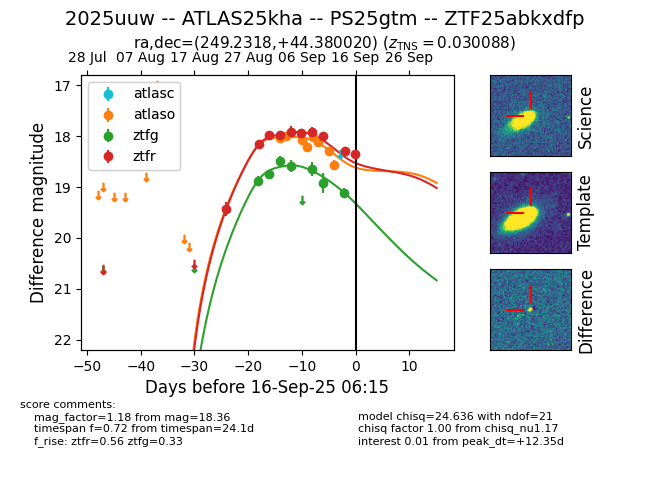 2025uuw -- ATLAS25kha -- PS25gtm -- ZTF25abkxdfp
ra,dec=(249.2318,+44.380020) (z_TNS = 0.030088)
28 Jul 07 Aug 17 Aug 27 Aug 06 Sep 16 Sep 26 Sep
17
18
19
20
21
22
Difference magnitude
atlasc
atlaso
ztfg
ztfr
−50 −40 −30 −20 −10 0 10
Days before 16-Sep-25 06:15
Science
Template
Difference
score comments:
mag_factor=1.18 from mag=18.36
timespan f=0.72 from timespan=24.1d
f_rise: ztfr=0.56 ztfg=0.33
model chisq=24.636 with ndof=21
chisq factor 1.00 from chisq_nu1.17
interest 0.01 from peak_dt=+12.35d